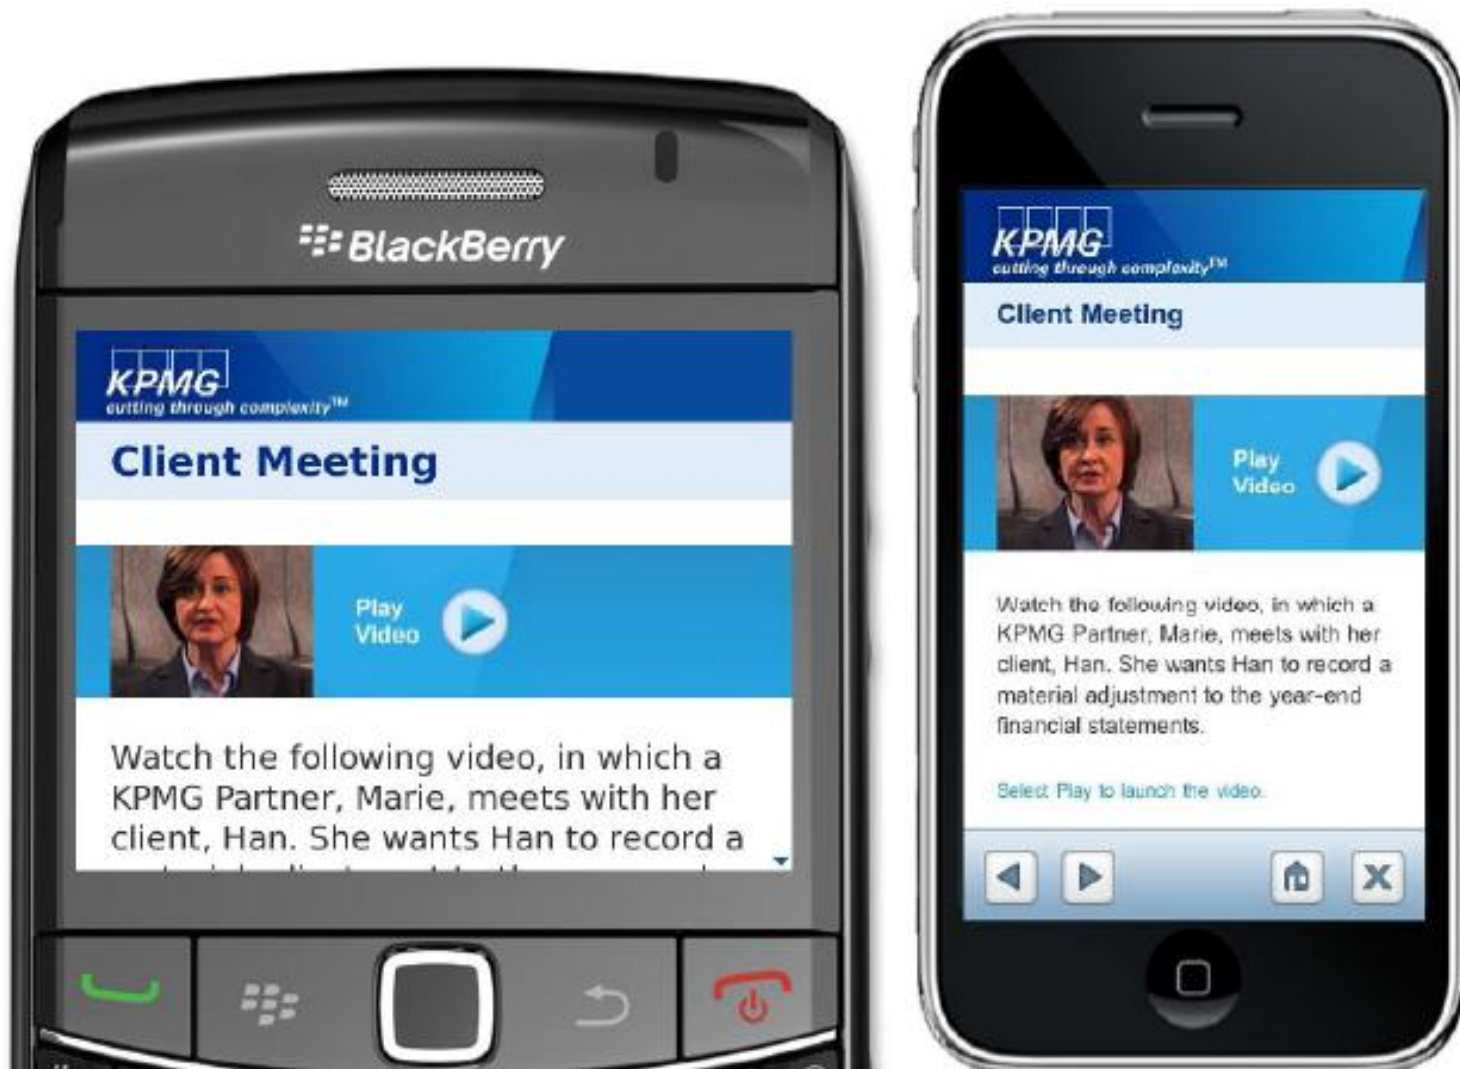 BlackBerry
KPMG
cutting through complexity™
Client Meeting
Play
Video
Watch the following video, in which a
KPMG Partner, Marie, meets with her
client, Han. She wants Han to record a
KPMG
cutting through complexity™
Client Meeting
Play
Video
Watch the following video, in which a
KPMG Partner, Marie, meets with her
client, Han. She wants Han to record a
material adjustment to the year-end
financial statements.
Select Play to launch the video.